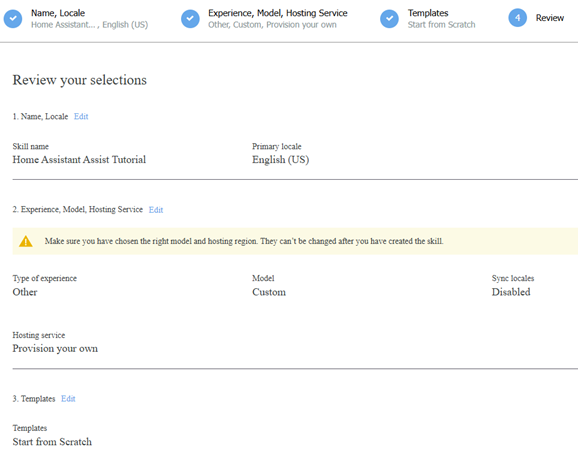 Name, Locale
Home Assistant... , English (US)
Experience, Model, Hosting Service
Other, Custom, Provision your own
Templates
Start from Scratch
4
Review
Review your selections
1. Name, Locale Edit
Skill name
Home Assistant Assist Tutorial
Primary locale
English (US)
2. Experience, Model, Hosting Service Edit
Make sure you have chosen the right model and hosting region. They can't be changed after you have created the skill.
Type of experience
Other
Model
Custom
Sync locales
Disabled
Hosting service
Provision your own
3. Templates Edit
Templates
Start from Scratch